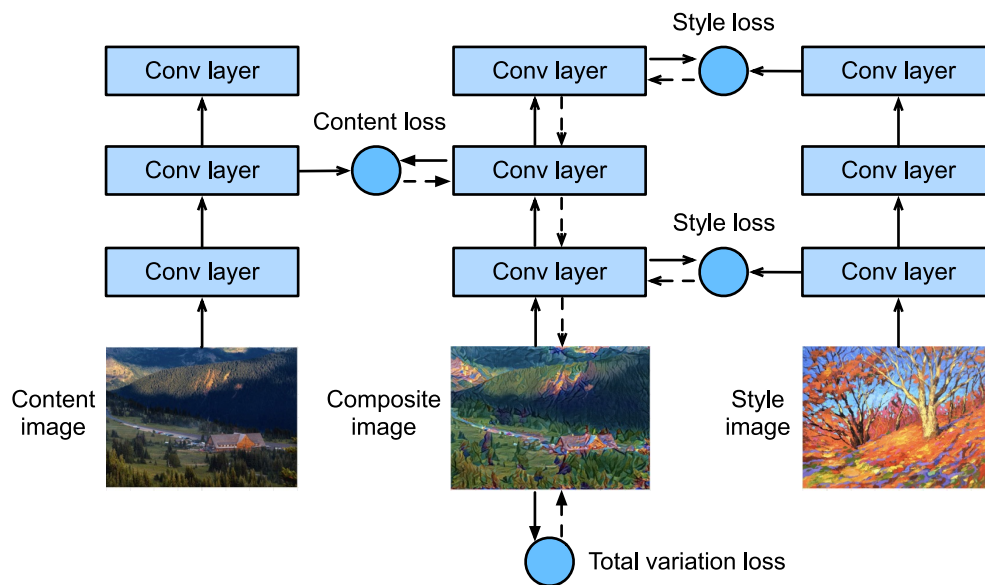 Style loss
Conv layer
Conv layer
Conv layer
Content loss
Conv layer
Conv layer
Conv layer
Style loss
Conv layer
Conv layer
Conv layer
Content
image
Composite
image
Style
image
Total variation loss